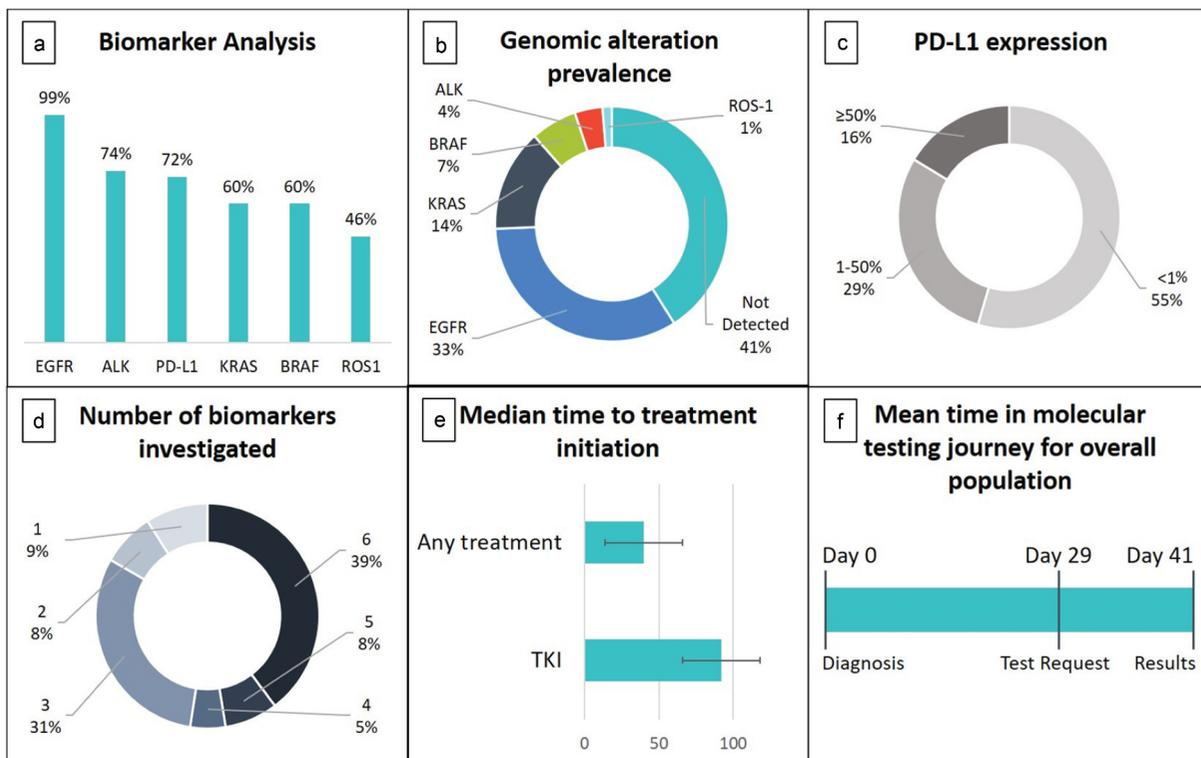 a
Biomarker Analysis
99%
74%
72%
60%
60%
46%
EGFR
ALK
PD-L1
KRAS
BRAF
ROS1
b
Genomic alteration
prevalence
ALK
4%
ROS-1
1%
BRAF
7%
KRAS
14%
EGFR
33%
Not
Detected
41%
c
PD-L1 expression
≥50%
16%
1-50%
29%
<1%
55%
d
Number of biomarkers
investigated
1
9%
6
39%
2
8%
5
8%
3
31%
4
5%
e
Median time to treatment
initiation
Any treatment
TKI
0
50
100
f
Mean time in molecular
testing journey for overall
population
Day 0
Day 29
Day 41
Diagnosis
Test Request
Results